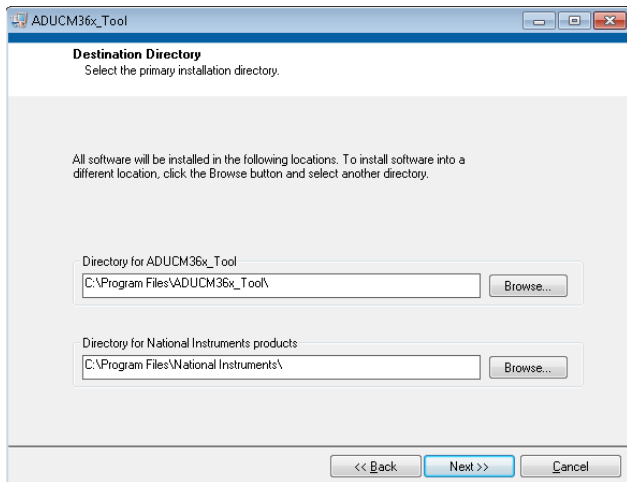 ADUCM36x_Tool
Destination Directory
Select the primary installation directory.
All software will be installed in the following locations. To install software into a
different location, click the Browse button and select another directory.
Directory for ADUCM36x_Tool
C:\Program Files\ADUCM36x_Tool\
Browse...
Directory for National Instruments products
C:\Program Files\National Instruments\
Browse...
<< Back Next >> Cancel